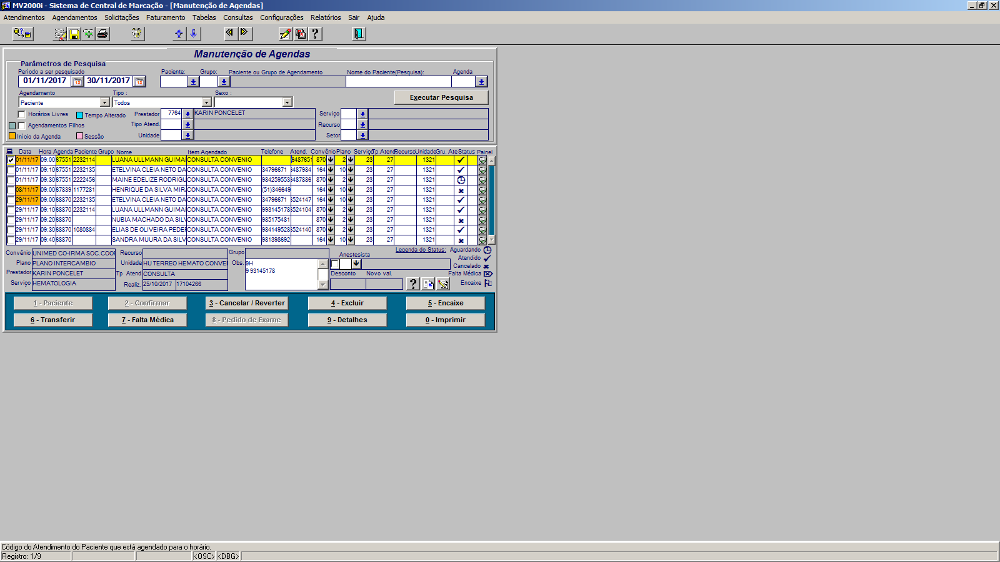 MV2000i - Sistema de Central de Marcação - [Manutenção de Agendas]
Atendimentos Agendamentos Solicitações Faturamento Tabelas Consultas Configurações Relatórios Sair Ajuda
Manutenção de Agendas
Parâmetros de Pesquisa
Período a ser pesquisado Paciente: Grupo: Paciente ou Grupo de Agendamento Nome do Paciente(Pesquisa): Agenda
01/11/2017 30/11/2017
Agendamento Tipo : Sexo :
Paciente Todos Executar Pesquisa
Horários Livres Tempo Alterado Prestador 7764 KARIN PONCELET Serviço
Agendamentos Filhos Tipo Atend. Recurso
Início da Agenda Sessão Unidade Setor
Data Hora Agenda Paciente Grupo Nome Item Agendado Telefone Atend. Convênio Plano Serviço Tp.Atend Recurso Unidade Gru. Ate Status Painel
01/11/17 09:00 67551 2232114 LUANA ULLMANN GUIMA CONSULTA CONVENIO 6487651 870 2 23 27 1321
01/11/17 09:10 67551 2232135 ETELVINA CLEIA NETO DA CONSULTA CONVENIO 34796671 6487984 164 10 23 27 1321
01/11/17 09:30 67551 2222456 MAINE EDELIZE RODRIGU CONSULTA CONVENIO 984259553 6487886 870 2 23 27 1321
08/11/17 09:00 67839 1177281 HENRIQUE DA SILVA MIRA CONSULTA CONVENIO (51)346649 164 10 23 27 1321
29/11/17 09:00 68870 2232135 ETELVINA CLEIA NETO DA CONSULTA CONVENIO 34796671 6524147 164 10 23 27 1321
29/11/17 09:10 68870 2232114 LUANA ULLMANN GUIMA CONSULTA CONVENIO 993145178 6524104 870 2 23 27 1321
29/11/17 09:20 68870 NUBIA MACHADO DA SILV CONSULTA CONVENIO 985175481 870 2 23 27 1321
29/11/17 09:30 68870 1080884 ELIAS DE OLIVEIRA PEDE CONSULTA CONVENIO 984149528 6524140 870 2 23 27 1321
29/11/17 09:40 68870 SANDRA MUURA DA SILV CONSULTA CONVENIO 981398692 164 10 23 27 1321
Convênio UNIMED CO-IRMA SOC.COO Recurso Grupo Anestesista Legenda do Status: Aguardando
Plano PLANO INTERCAMBIO Unidade HU TERREO HEMATO CONVE Obs. 9H Atendido
9 93145178 Cancelado
Prestador KARIN PONCELET Tp Atend CONSULTA Desconto Novo val. Falta Médica
Serviço HEMATOLOGIA Realiz. 25/10/2017 17104266 Encaixe
1 - Paciente 2 - Confirmar 3 - Cancelar / Reverter 4 - Excluir 5 - Encaixe
6 - Transferir 7 - Falta Médica 8 - Pedido de Exame 9 - Detalhes 0 - Imprimir
Código do Atendimento do Paciente que está agendado para o horário.
Registro: 1/9 <OSC> <DBG>